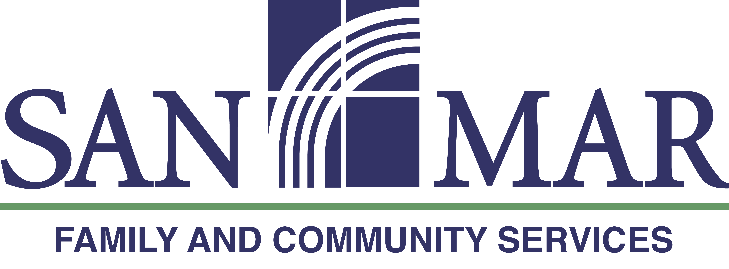 SAN MAR
FAMILY AND COMMUNITY SERVICES